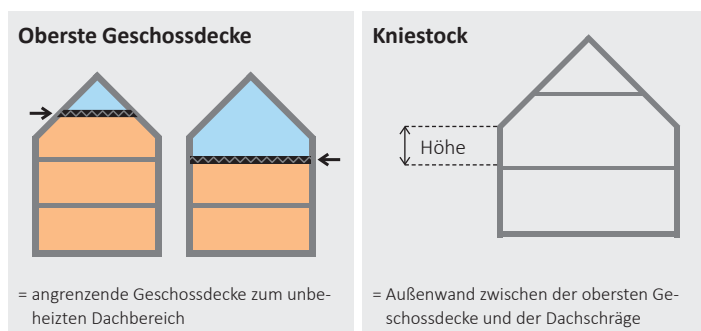 Oberste Geschossdecke
= angrenzende Geschossdecke zum unbe-
heizten Dachbereich
Kniestock
Höhe
= Außenwand zwischen der obersten Ge-
schossdecke und der Dachschräge